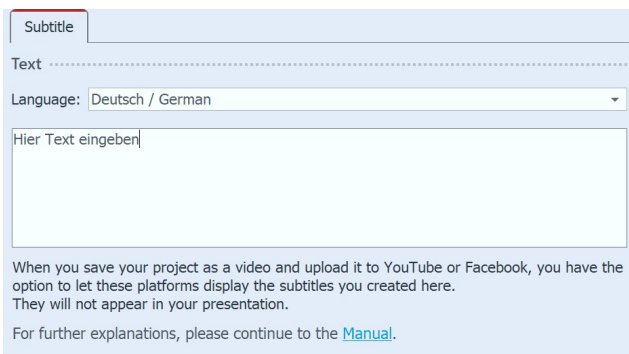 Subtitle
Text
Language: Deutsch / German
Hier Text eingeben
When you save your project as a video and upload it to YouTube or Facebook, you have the
option to let these platforms display the subtitles you created here.
They will not appear in your presentation.
For further explanations, please continue to the Manual.